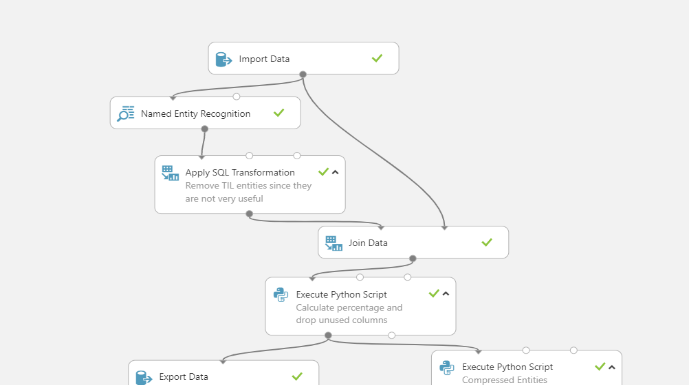 Import Data
Named Entity Recognition
Apply SQL Transformation
Remove TIL entities since they
are not very useful
Join Data
Execute Python Script
Calculate percentage and
drop unused columns
Export Data
Execute Python Script
Compressed Entities